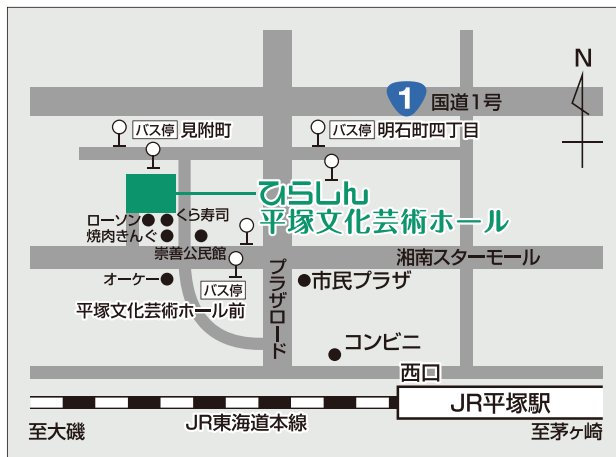 N
1
国道1号
バス停 見附町
バス停 明石町四丁目
ひらしん
平塚文化芸術ホール
ローソン
くら寿司
焼肉きんぐ
崇善公民館
湘南スターモール
オーケー
バス停
平塚文化芸術ホール前
プラザロード
市民プラザ
コンビニ
西口
JR平塚駅
JR東海道本線
至大磯
至茅ヶ崎